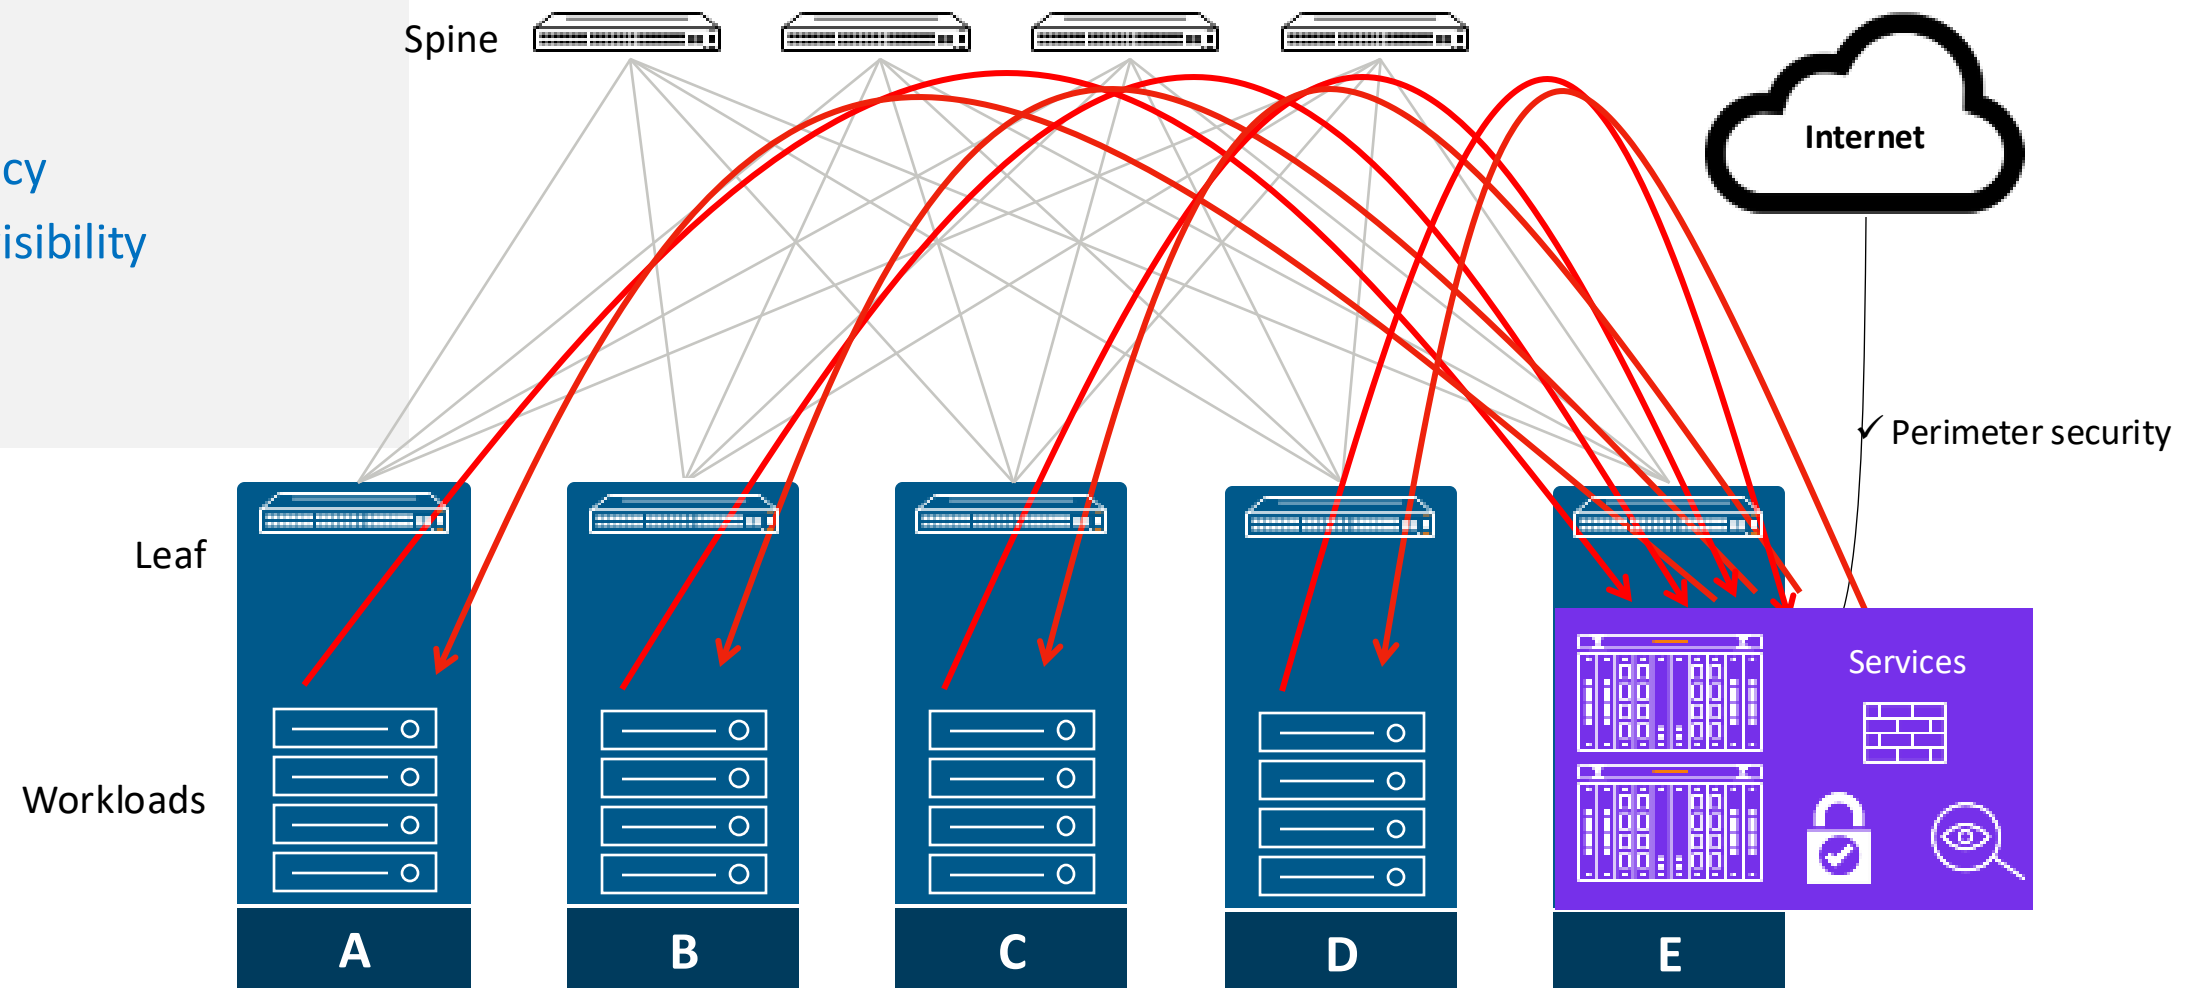 Spine
Internet
cy
isibility
✓ Perimeter security
Leaf
Services
Workloads
A
B
C
D
E